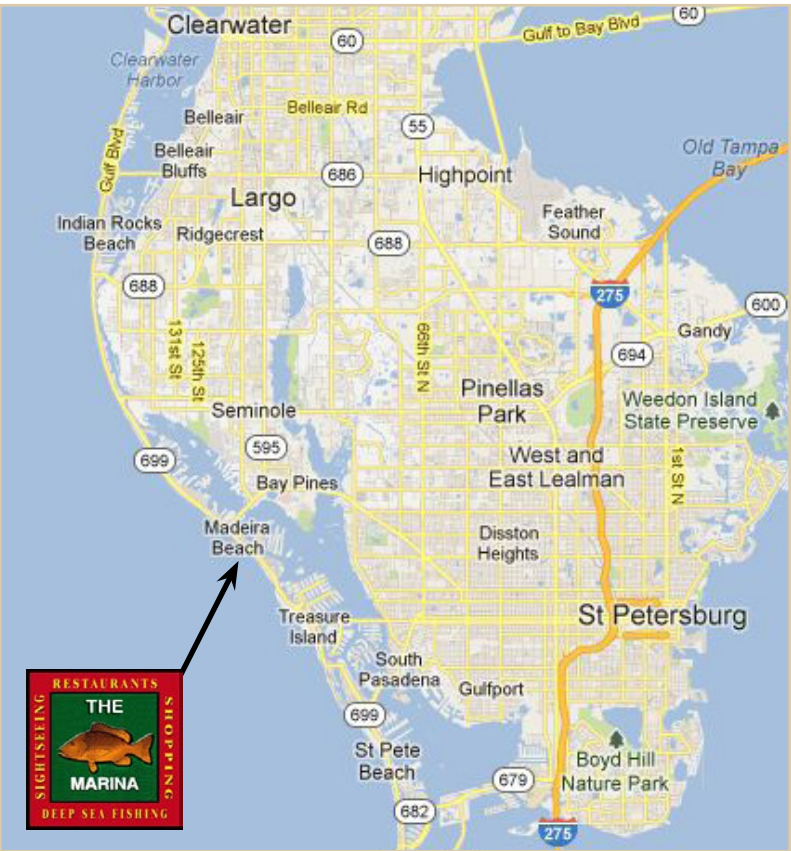 Clearwater
60
60
Gulf to Bay Blvd
Clearwater
Harbor
Belleair Rd
Belleair
55
Gulf Blvd
Belleair
Bluffs
686
Highpoint
Old Tampa
Bay
Largo
Feather
Sound
Indian Rocks
Beach
Ridgecrest
688
688
275
600
131st St
125th St
66th St N
Gandy
694
Pinellas
Park
Weedon Island
State Preserve
Seminole
595
699
West and
East Lealman
1st St N
Bay Pines
Madeira
Beach
Disston
Heights
Treasure
Island
St Petersburg
South
Pasadena
Gulfport
699
St Pete
Beach
Boyd Hill
Nature Park
679
682
275
RESTAURANTS
SIGHTSEEING
THE
MARINA
SHOPPING
DEEP SEA FISHING